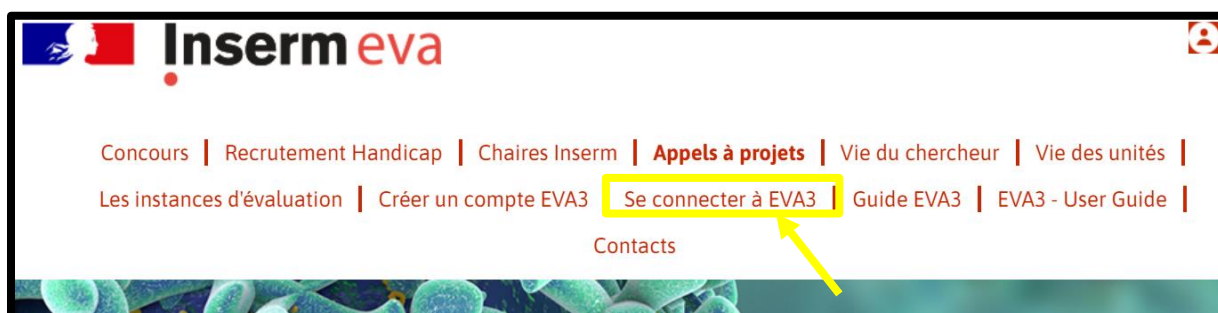 Inserm eva
Concours | Recrutement Handicap | Chaires Inserm | Appels à projets | Vie du chercheur | Vie des unités |
Les instances d'évaluation | Créer un compte EVA3 Se connecter à EVA3 | Guide EVA3 | EVA3 - User Guide |
Contacts